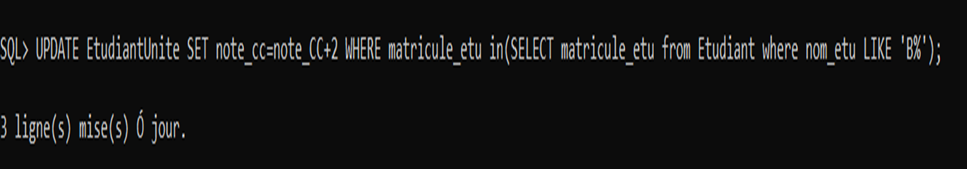 SQL> UPDATE EtudiantUnite SET note_cc=note_CC+2 WHERE matricule_etu in(SELECT matricule_etu from Etudiant where nom_etu LIKE 'B%');
3 ligne(s) mise(s) Ó jour.